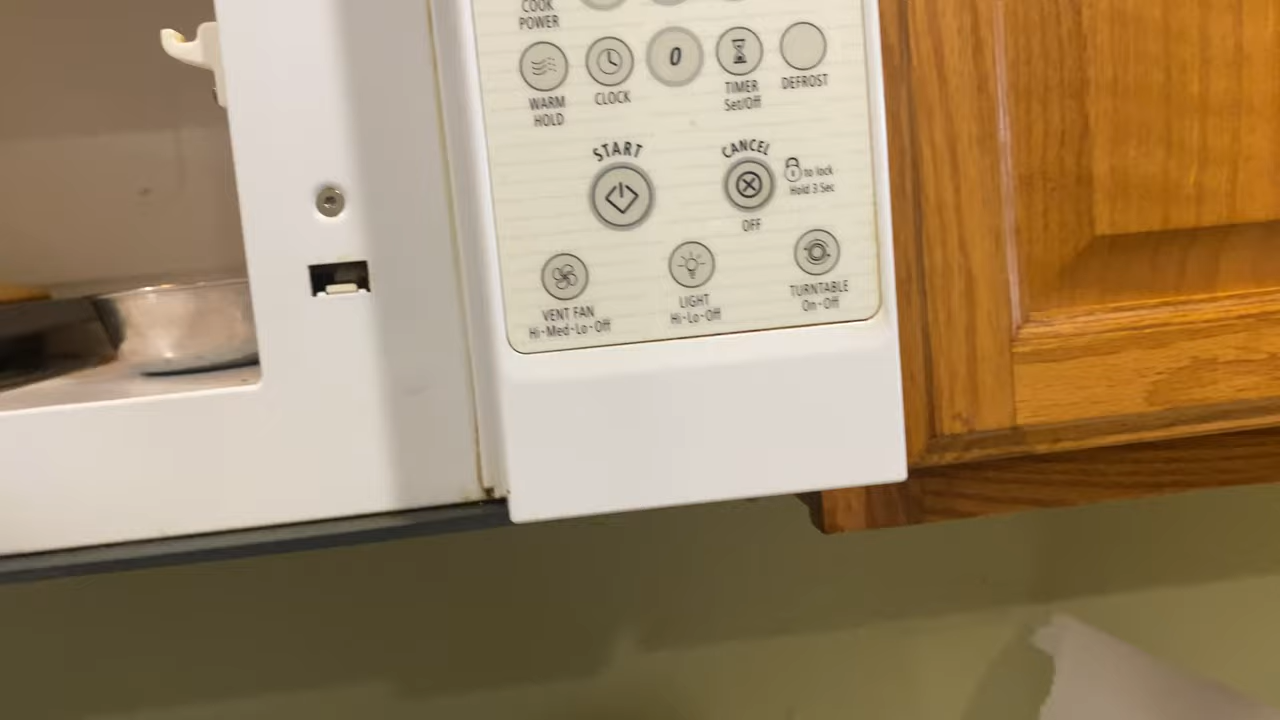 COOK
POWER
0
WARM
HOLD
CLOCK
TIMER
Set/Off
DEFROST
START
CANCEL
to lock
Hold 3 Sec
OFF
VENT FAN
Hi-Med-Lo-Off
LIGHT
Hi-Lo-Off
TURNTABLE
On-Off